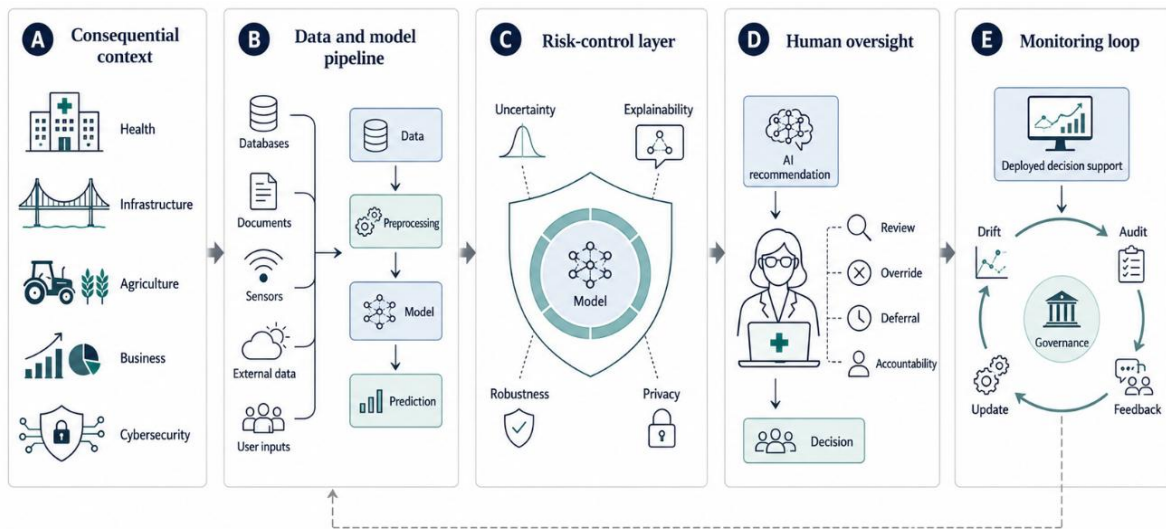 A Consequential
context
Health
Infrastructure
Agriculture
Business
Cybersecurity
B Data and model
pipeline
Databases
Documents
Sensors
External data
User inputs
Data
Preprocessing
Model
Prediction
C Risk-control layer
Uncertainty
Explainability
Model
Robustness
Privacy
D Human oversight
AI
recommendation
Review
Override
Deferral
Accountability
Decision
E Monitoring loop
Deployed decision support
Drift
Audit
Governance
Update
Feedback